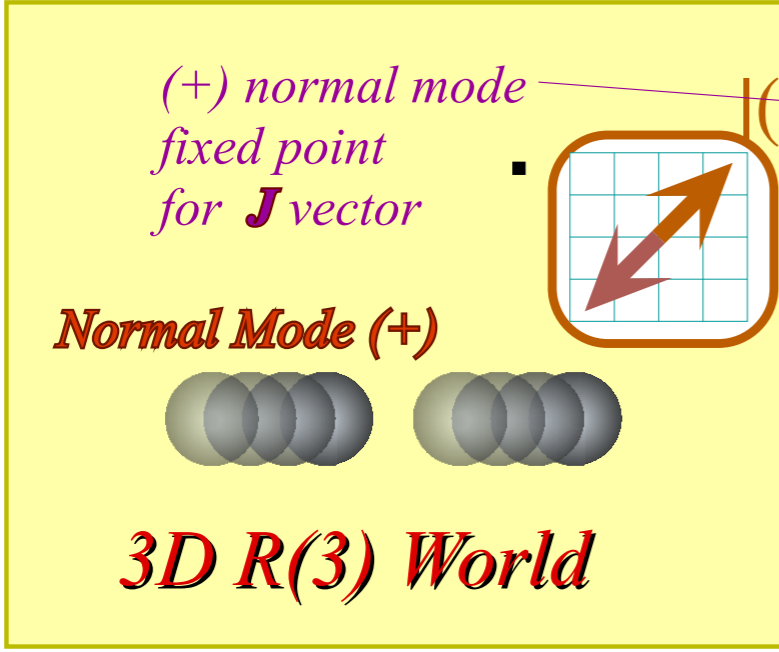 (+) normal mode
fixed point
for J vector
|(
Normal Mode (+)
3D R(3) World